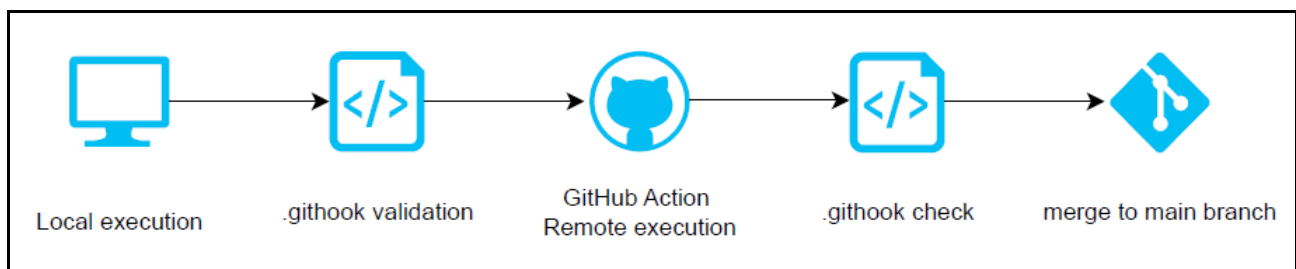 </>
</>
Local execution
.githook validation
GitHub Action
Remote execution
.githook check
merge to main branch